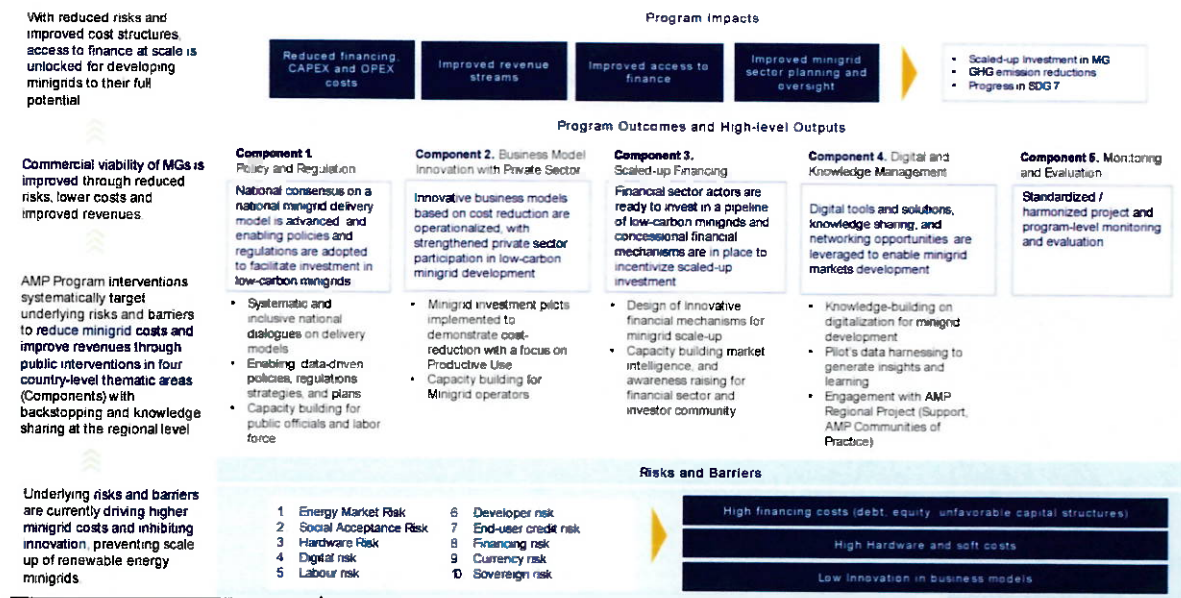 With reduced risks and
improved cost structures,
access to finance at scale is
unlocked for developing
minigrids to their full
potential
Program Impacts
Reduced financing,
CAPEX and OPEX
costs
Improved revenue
streams
Improved access to
finance
Improved minigrid
sector planning and
oversight
• Scaled-up Investment in MG
• GHG emission reductions
• Progress in SDG 7
Program Outcomes and High-level Outputs
Commercial viability of MGs is
improved through reduced
risks, lower costs and
improved revenues
Component 1.
Policy and Regulation
National consensus on a
national minigrid delivery
model is advanced and
enabling policies and
regulations are adopted
to facilitate investment in
low-carbon minigrids
• Systematic and
inclusive national
dialogues on delivery
models
• Enabling data-driven
policies, regulations
strategies, and plans
• Capacity building for
public officials and labor
force
Component 2. Business Model
Innovation with Private Sector
Innovative business models
based on cost reduction are
operationalized, with
strengthened private sector
participation in low-carbon
minigrid development
• Minigrid investment pilots
implemented to
demonstrate cost-
reduction with a focus on
Productive Use
• Capacity building for
Minigrid operators
Component 3.
Scaled-up Financing
Financial sector actors are
ready to invest in a pipeline
of low-carbon minigrids and
concessional financial
mechanisms are in place to
incentivize scaled-up
investment
• Design of innovative
financial mechanisms for
minigrid scale-up
• Capacity building market
intelligence, and
awareness raising for
financial sector and
investor community
Component 4. Digital and
Knowledge Management
Digital tools and solutions,
knowledge sharing, and
networking opportunities are
leveraged to enable minigrid
markets development
• Knowledge-building on
digitalization for minigrid
development
• Pilot's data harnessing to
generate insights and
learning
• Engagement with AMP
Regional Project (Support,
AMP Communities of
Practice)
Component 5. Monitoring
and Evaluation
Standardized /
harmonized project and
program-level monitoring
and evaluation
AMP Program interventions
systematically target
underlying risks and barriers
to reduce minigrid costs and
improve revenues through
public interventions in four
country-level thematic areas
(Components) with
backstopping and knowledge
sharing at the regional level
Risks and Barriers
Underlying risks and barriers
are currently driving higher
minigrid costs and inhibiting
innovation, preventing scale
up of renewable energy
minigrids.
1 Energy Market Risk
2 Social Acceptance Risk
3 Hardware Risk
4 Digital risk
5 Labour risk
6 Developer risk
7 End-user credit risk
8 Financing risk
9 Currency risk
10 Sovereign risk
High financing costs (debt, equity, unfavorable capital structures)
High Hardware and soft costs
Low Innovation in business models